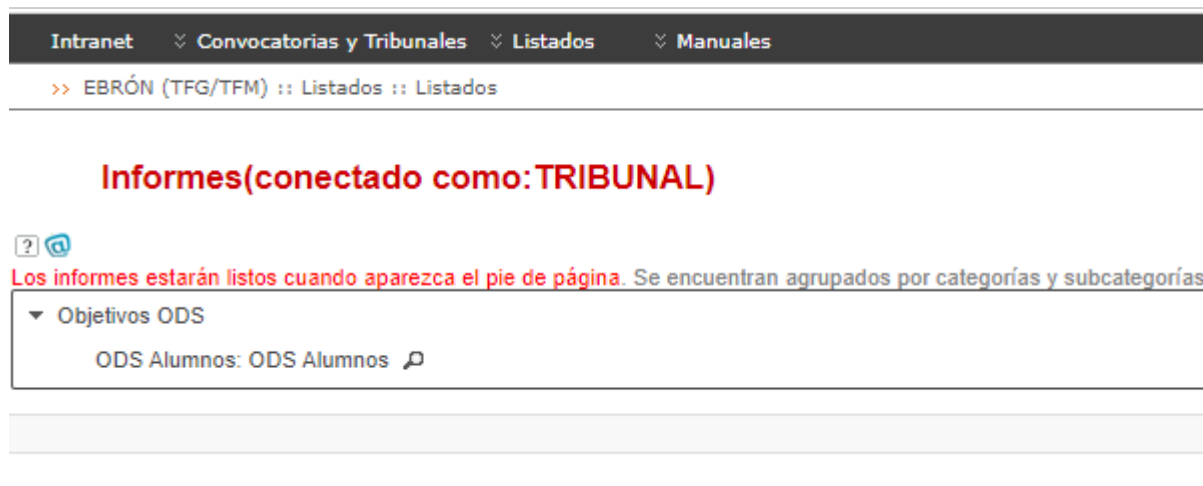 Intranet Convocatorias y Tribunales Listados Manuales
>> EBRÓN (TFG/TFM) :: Listados :: Listados
Informes(conectado como:TRIBUNAL)
?@
Los informes estarán listos cuando aparezca el pie de página. Se encuentran agrupados por categorías y subcategorías
Objetivos ODS
ODS Alumnos: ODS Alumnos